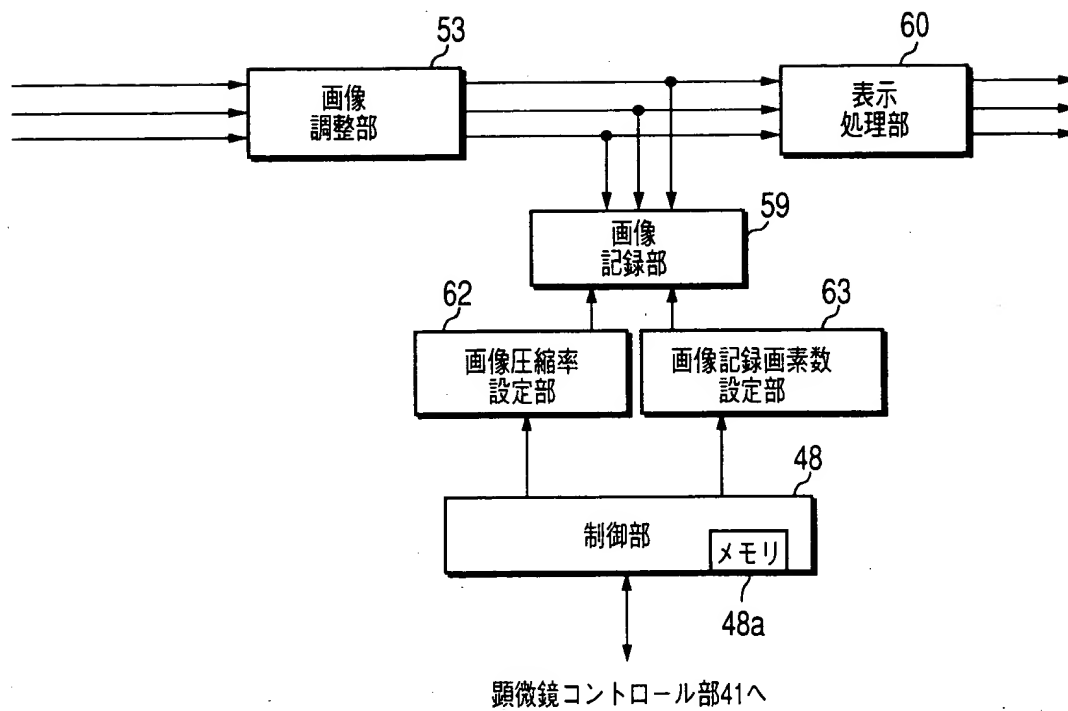 53
画像
調整部
60
表示
処理部
59
画像
記録部
62
画像圧縮率
設定部
63
画像記録画素数
設定部
48
制御部
メモリ
48a
顕微鏡コントロール部41へ